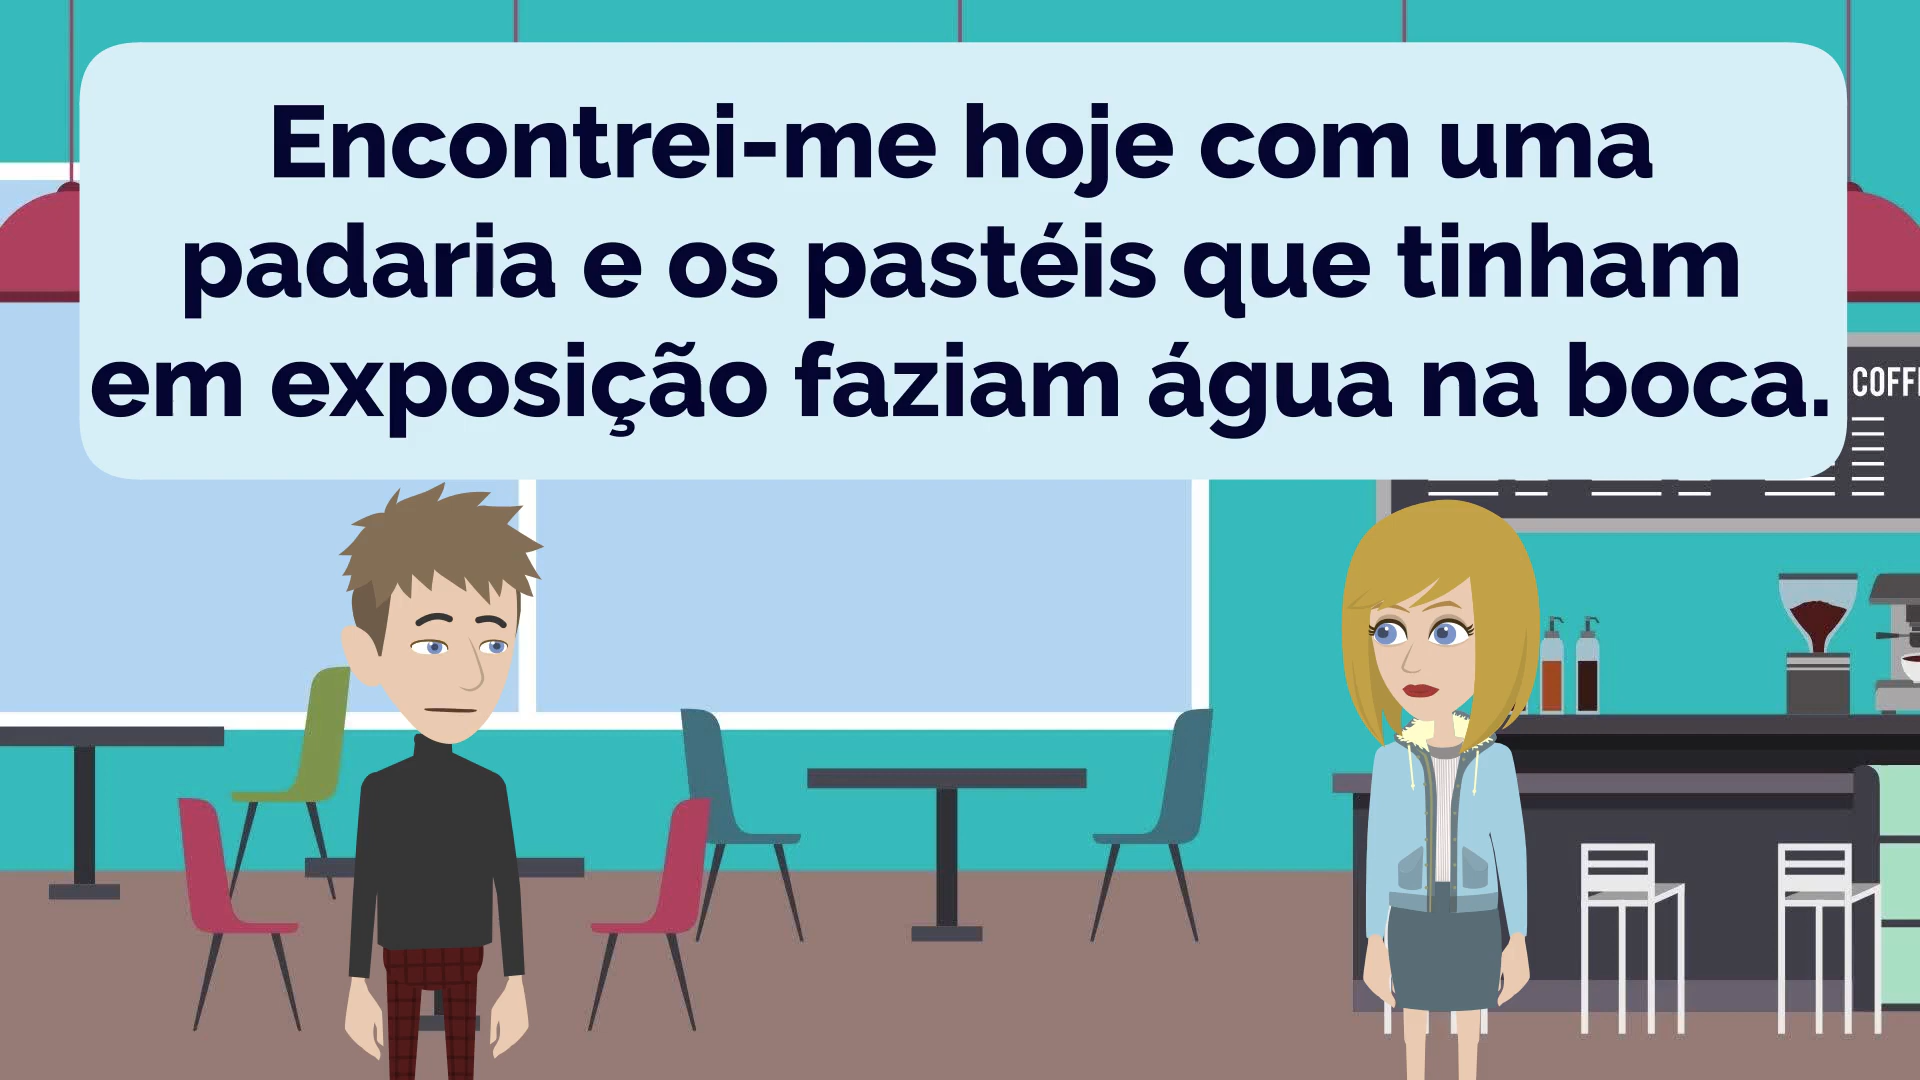 Encontrei-me hoje com uma
padaria e os pastéis que tinham
em exposição faziam água na boca.